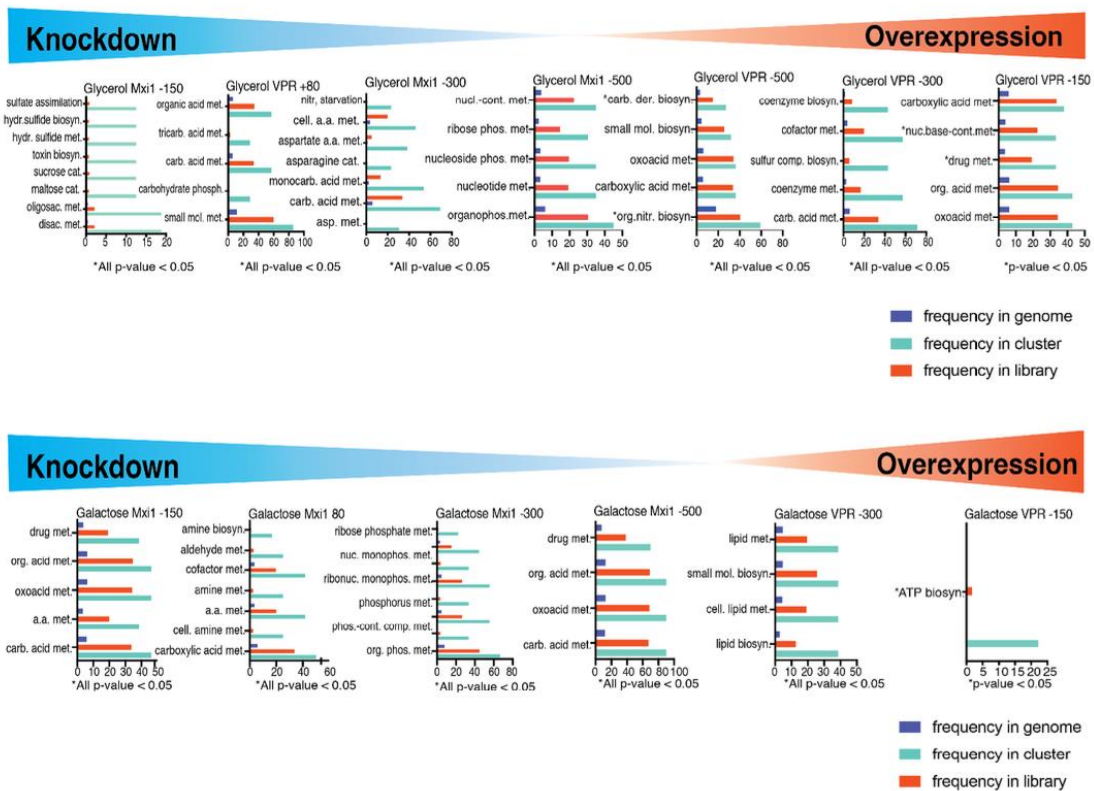 Knockdown
Overexpression
Glycerol Mxi1 -150
sulfate assimilation
hydr.sulfide biosyn.
hydr. sulfide met.
toxin biosyn.
sucrose cat.
maltose cat.
oligosac. met.
disac. met.
0 5 10 15 20
*All p-value < 0.05
Glycerol VPR +80
organic acid met.
tricarb. acid met.
carb. acid met.
carbohydrate phosph.
small mcl. met.
0 20 40 60 80 100
*All p-value < 0.05
Glycerol Mxi1 -300
nitr, starvation
cell. a.a. met.
aspartate a.a. met.
asparagine cat.
monocarb. acid met.
carb. acid met.
asp. met.
0 20 40 60 80
*All p-value < 0.05
Glycerol Mxi1 -500
nucl.-cont. met.
ribose phos. met.
nucleoside phos. met.
nucleotide met.
organophos.met.
0 10 20 30 40 50
*All p-value < 0.05
Glycerol VPR -500
*carb. der. biosyn.
small mol. biosyn.
oxoacid met.
carboxylic acid met.
*org.nitr. biosyn.
0 20 40 60 80
*All p-value < 0.05
Glycerol VPR -300
coenzyme biosyn.
cofactor met.
sulfur comp. biosyn.
coenzyme met.
carb. acid met.
0 20 40 60 80
*All p-value < 0.05
Glycerol VPR -150
carboxylic acid met.
*nuc.base-cont.met.
*drug met.
org. acid met.
oxoacid met.
0 10 20 30 40 50
*p-value < 0.05
frequency in genome
frequency in cluster
frequency in library
Knockdown
Overexpression
Galactose Mxi1 -150
drug met.
org. acid met.
oxoacid met.
a.a. met.
carb. acid met.
0 10 20 30 40 50
*All p-value < 0.05
Galactose Mxi1 80
amine biosyn.
aldehyde met.
cofactor met.
amine met.
a.a. met.
cell. amine met.
carboxylic acid met.
0 20 40 60
*All p-value < 0.05
Galactose Mxi1 -300
ribose phosphate met.
nuc. monophos. met.
ribonuc. monophos. met.
phosphorus met.
phos.-cont. comp. met.
org. phos. met.
0 20 40 60 80
*All p-value < 0.05
Galactose Mxi1 -500
drug met.
org. acid met.
oxoacid met.
carb. acid met.
0 20 40 60 80 100
*All p-value < 0.05
Galactose VPR -300
lipid met.
small mol. biosyn.
cell. lipid met.
lipid biosyn.
0 10 20 30 40 50
*All p-value < 0.05
Galactose VPR -150
*ATP biosyn.
0 5 10 15 20 25
*p-value < 0.05
frequency in genome
frequency in cluster
frequency in library